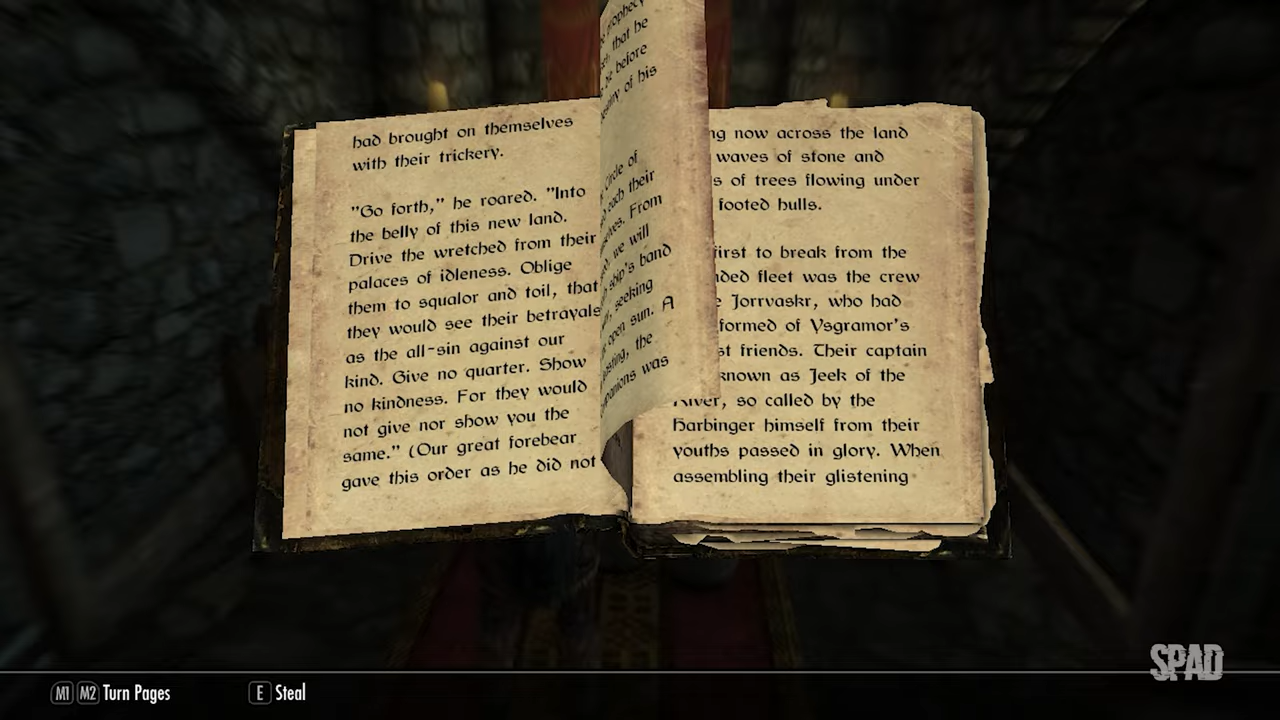 had brought on themselves
with their trickery.
"Go forth," he roared. "Into
the belly of this new land.
Drive the wretched from their
palaces of idleness. Oblige
them to squalor and toil, that
they would see their betrayals
as the all-sin against our
kind. Give no quarter. Show
no kindness. For they would
not give nor show you the
same." (Our great forebear
gave this order as he did not
prophecy
that he
before
of his
Circle of
each their
From
we will
ship's band
seeking
open sun. A
the
was
now across the land
waves of stone and
of trees flowing under
footed hulls.
first to break from the
fleet was the crew
Jorrvaskr, who had
formed of Ysgramor's
friends. Their captain
known as Jeek of the
River, so called by the
Harbinger himself from their
youths passed in glory. When
assembling their glistening
M1 M2 Turn Pages
E Steal
SPAD